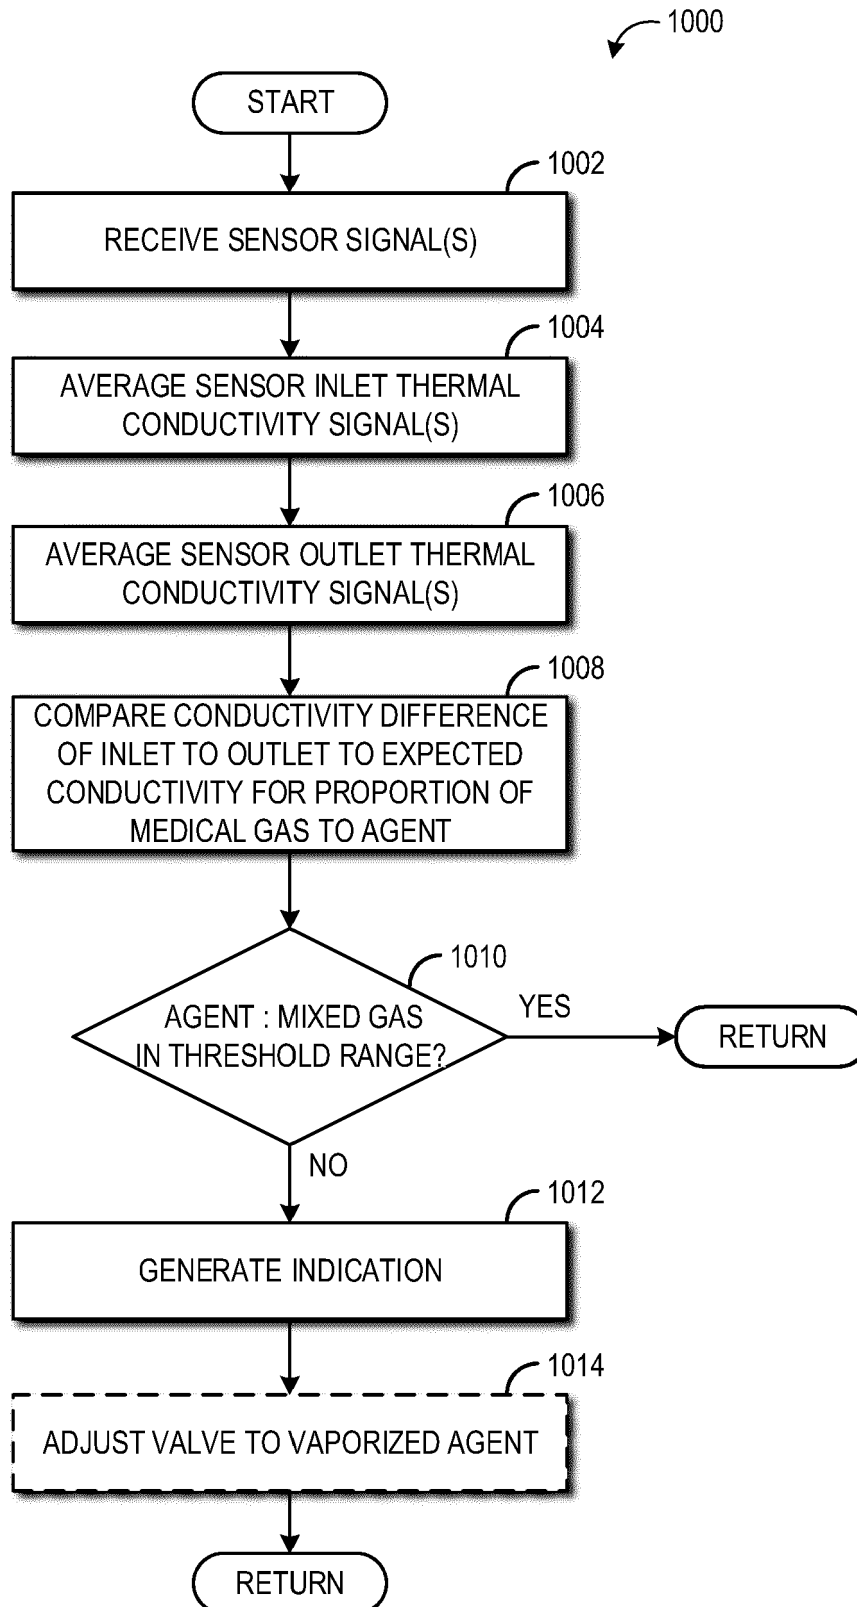 1000
START
1002
RECEIVE SENSOR SIGNAL(S)
1004
AVERAGE SENSOR INLET THERMAL
CONDUCTIVITY SIGNAL(S)
1006
AVERAGE SENSOR OUTLET THERMAL
CONDUCTIVITY SIGNAL(S)
1008
COMPARE CONDUCTIVITY DIFFERENCE
OF INLET TO OUTLET TO EXPECTED
CONDUCTIVITY FOR PROPORTION OF
MEDICAL GAS TO AGENT
1010
AGENT : MIXED GAS
IN THRESHOLD RANGE?
YES
RETURN
NO
1012
GENERATE INDICATION
1014
ADJUST VALVE TO VAPORIZED AGENT
RETURN